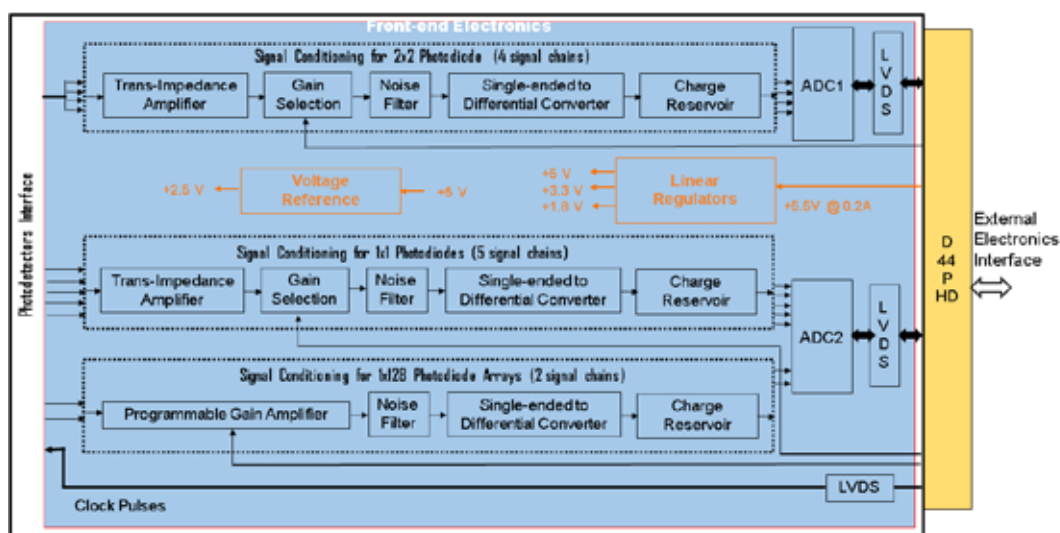 Front-end Electronics
Signal Conditioning for 2x2 Photodiode (4 signal chains)
Trans-Impedance
Amplifier
Gain
Selection
Noise
Filter
Single-ended to
Differential Converter
Charge
Reservoir
ADC1
L
V
D
S
Photodetectors Interface
+2.5 V
Voltage
Reference
+5 V
+5 V
+3.3 V
+1.8 V
Linear
Regulators
+5.5V @ 0.2A
External
Electronics
Interface
D
44
P
HD
Signal Conditioning for 1x1 Photodiodes (5 signal chains)
Trans-Impedance
Amplifier
Gain
Selection
Noise
Filter
Single-ended to
Differential Converter
Charge
Reservoir
ADC2
L
V
D
S
Signal Conditioning for 1x128 Photodiode Arrays (2 signal chains)
Programmable Gain Amplifier
Noise
Filter
Single-ended to
Differential Converter
Charge
Reservoir
LVDS
Clock Pulses